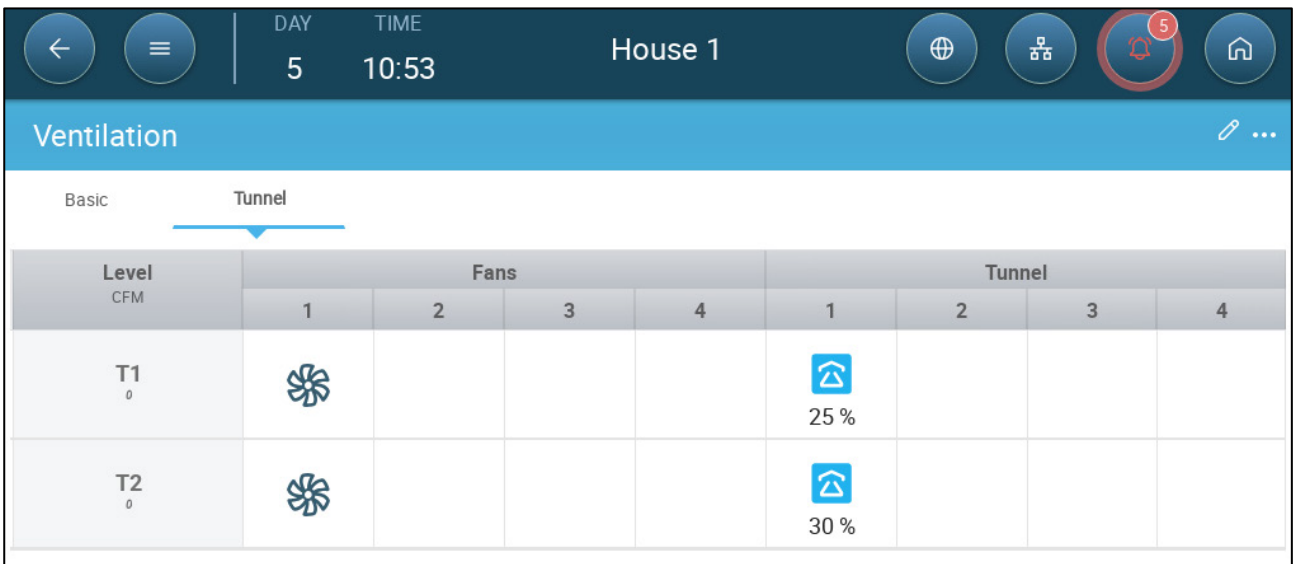 DAY TIME
5 10:53
House 1
5
Ventilation
Basic Tunnel
Level Fans Tunnel
CFM
1 2 3 4 1 2 3 4
T1
0
25 %
T2
0
30 %